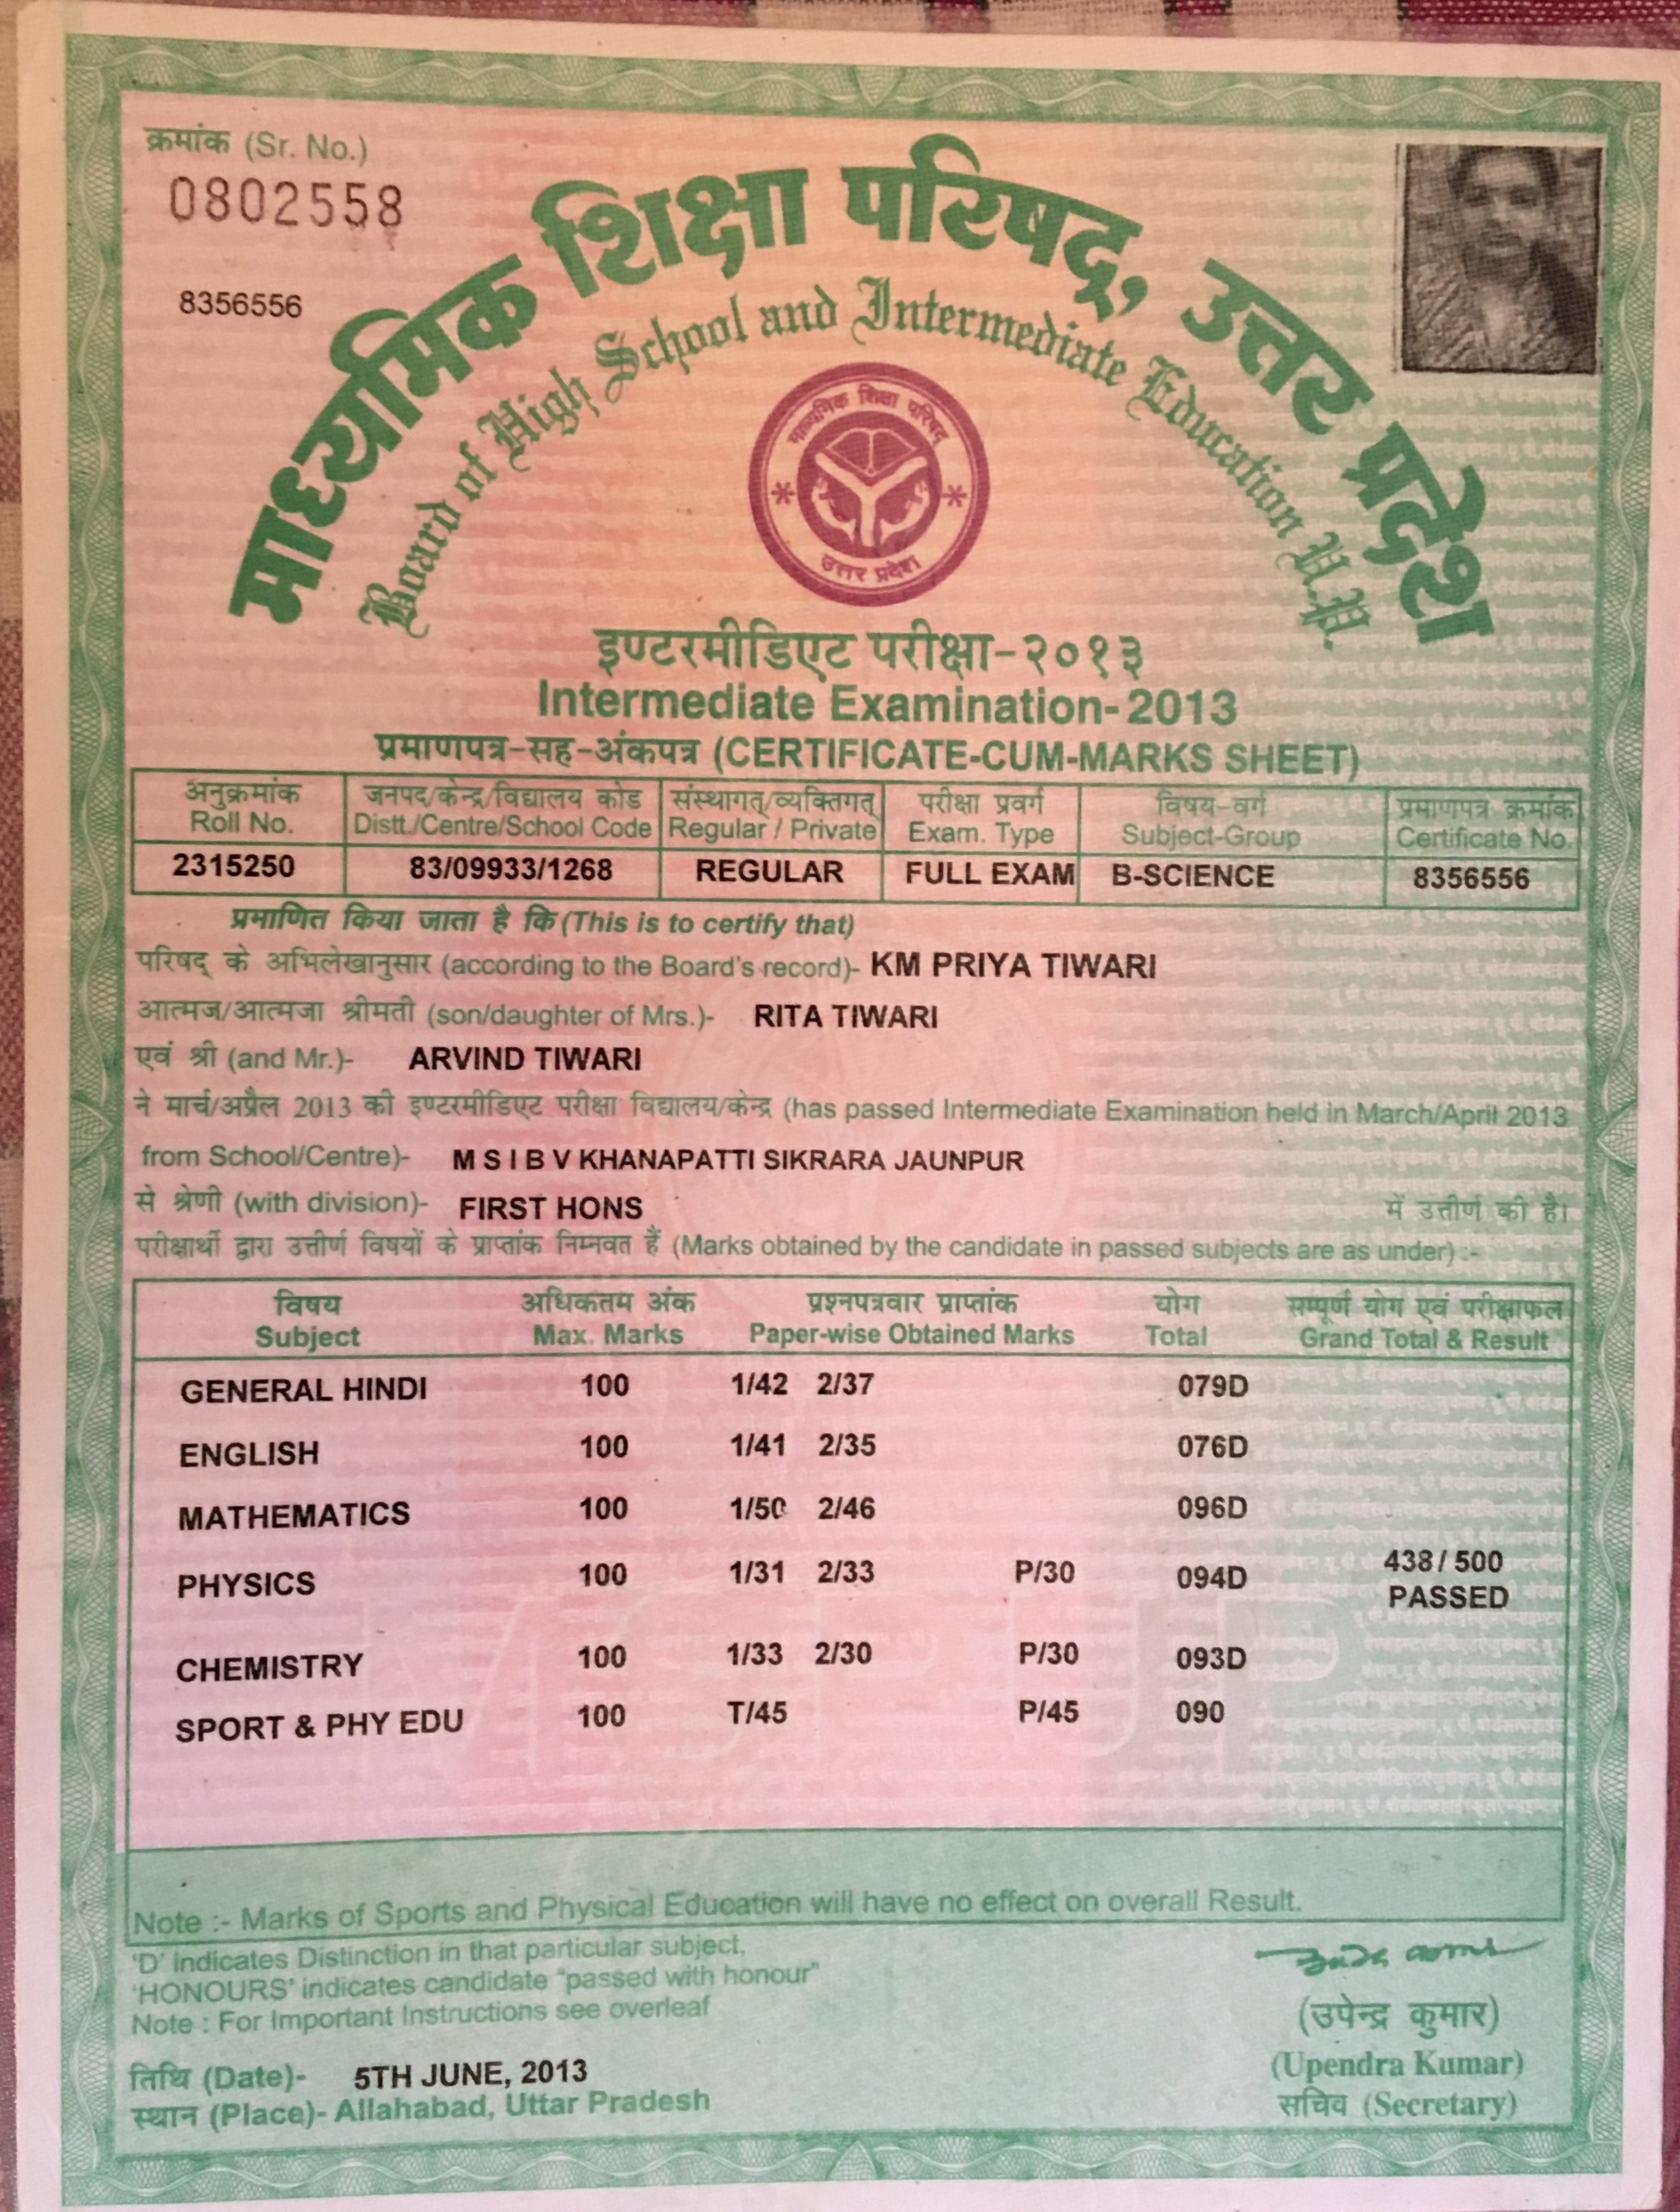 क्रमांक (Sr. No.)
0802558
8356556
माध्यमिक शिक्षा परिषद्, उत्तर प्रदेश
Board of High School and Intermediate Education U.P.
माध्यमिक शिक्षा परिषद्
उत्तर प्रदेश
इण्टरमीडिएट परीक्षा-२०१३
Intermediate Examination-2013
प्रमाणपत्र-सह-अंकपत्र (CERTIFICATE-CUM-MARKS SHEET)
अनुक्रमांक जनपद/केन्द्र/विद्यालय कोड संस्थागत्/व्यक्तिगत् परीक्षा प्रवर्ग विषय-वर्ग प्रमाणपत्र क्रमांक
Roll No. Distt./Centre/School Code Regular / Private Exam. Type Subject-Group Certificate No.
2315250 83/09933/1268 REGULAR FULL EXAM B-SCIENCE 8356556
प्रमाणित किया जाता है कि (This is to certify that)
परिषद् के अभिलेखानुसार (according to the Board's record)- KM PRIYA TIWARI
आत्मज/आत्मजा श्रीमती (son/daughter of Mrs.)- RITA TIWARI
एवं श्री (and Mr.)- ARVIND TIWARI
ने मार्च/अप्रैल 2013 की इण्टरमीडिएट परीक्षा विद्यालय/केन्द्र (has passed Intermediate Examination held in March/April 2013
from School/Centre)- M S I B V KHANAPATTI SIKRARA JAUNPUR
से श्रेणी (with division)- FIRST HONS में उत्तीर्ण की है।
परीक्षार्थी द्वारा उत्तीर्ण विषयों के प्राप्तांक निम्नवत हैं (Marks obtained by the candidate in passed subjects are as under) :-
विषय अधिकतम अंक प्रश्नपत्रवार प्राप्तांक योग सम्पूर्ण योग एवं परीक्षाफल
Subject Max. Marks Paper-wise Obtained Marks Total Grand Total & Result
GENERAL HINDI 100 1/42 2/37 079D
ENGLISH 100 1/41 2/35 076D
MATHEMATICS 100 1/50 2/46 096D
PHYSICS 100 1/31 2/33 P/30 094D 438/ 500
PASSED
CHEMISTRY 100 1/33 2/30 P/30 093D
SPORT & PHY EDU 100 T/45 P/45 090
Note :- Marks of Sports and Physical Education will have no effect on overall Result.
'D' indicates Distinction in that particular subject,
'HONOURS' indicates candidate "passed with honour"
Note : For Important Instructions see overleaf
(उपेन्द्र कुमार)
(Upendra Kumar)
सचिव (Secretary)
तिथि (Date)- 5TH JUNE, 2013
स्थान (Place)- Allahabad, Uttar Pradesh